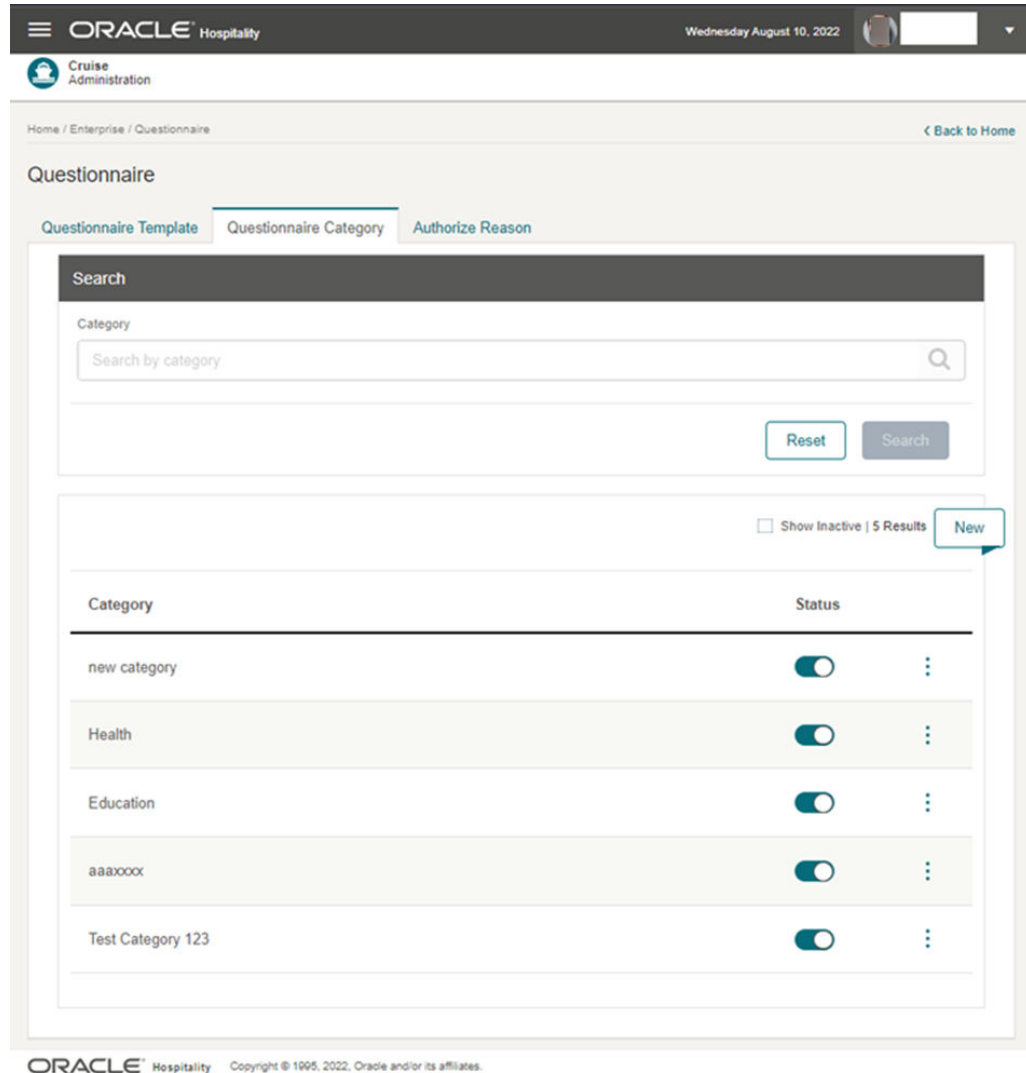 ORACLE Hospitality Wednesday August 10, 2022
Cruise
Administration
Home / Enterprise / Questionnaire < Back to Home
Questionnaire
Questionnaire Template Questionnaire Category Authorize Reason
Search
Category
Search by category
Reset Search
Show Inactive | 5 Results New
Category Status
new category
Health
Education
aaaxxxx
Test Category 123
ORACLE Hospitality Copyright © 1995, 2022, Oracle and/or its affiliates.